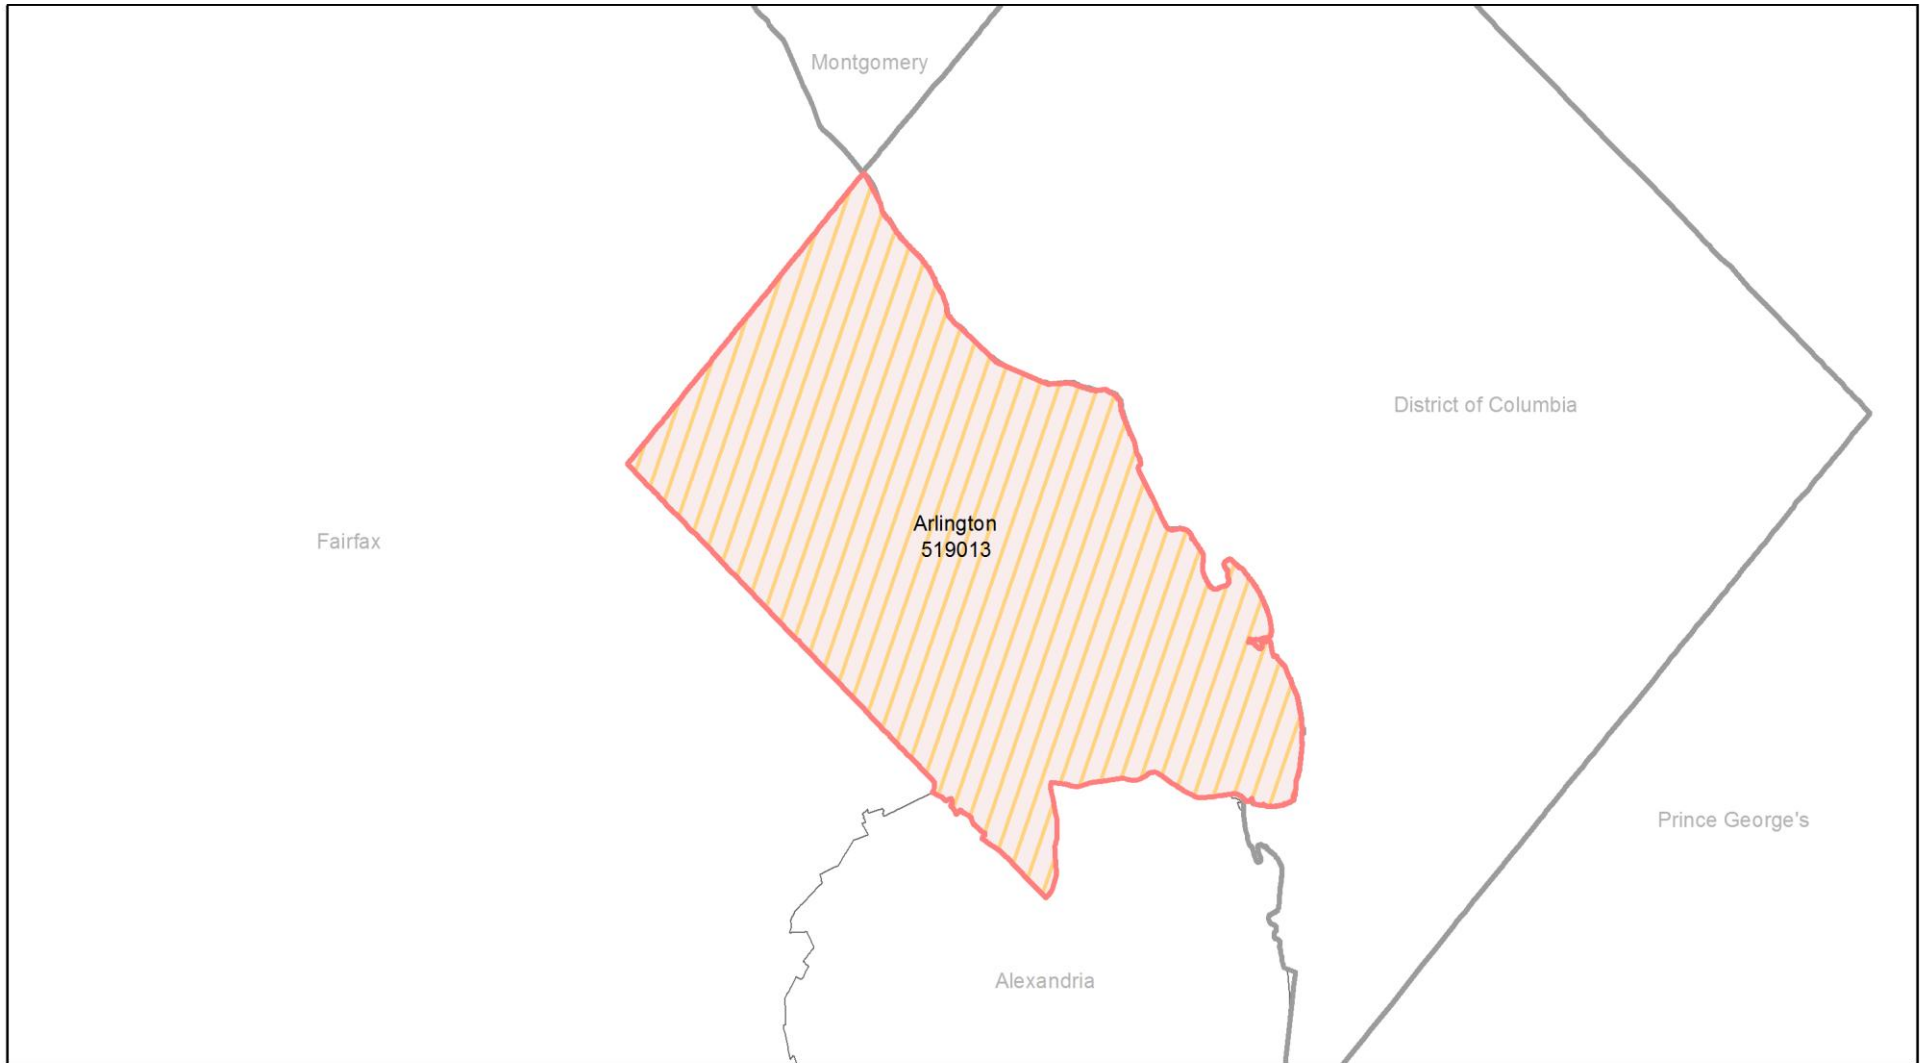 Montgomery
District of Columbia
Arlington
519013
Fairfax
Prince George's
Alexandria